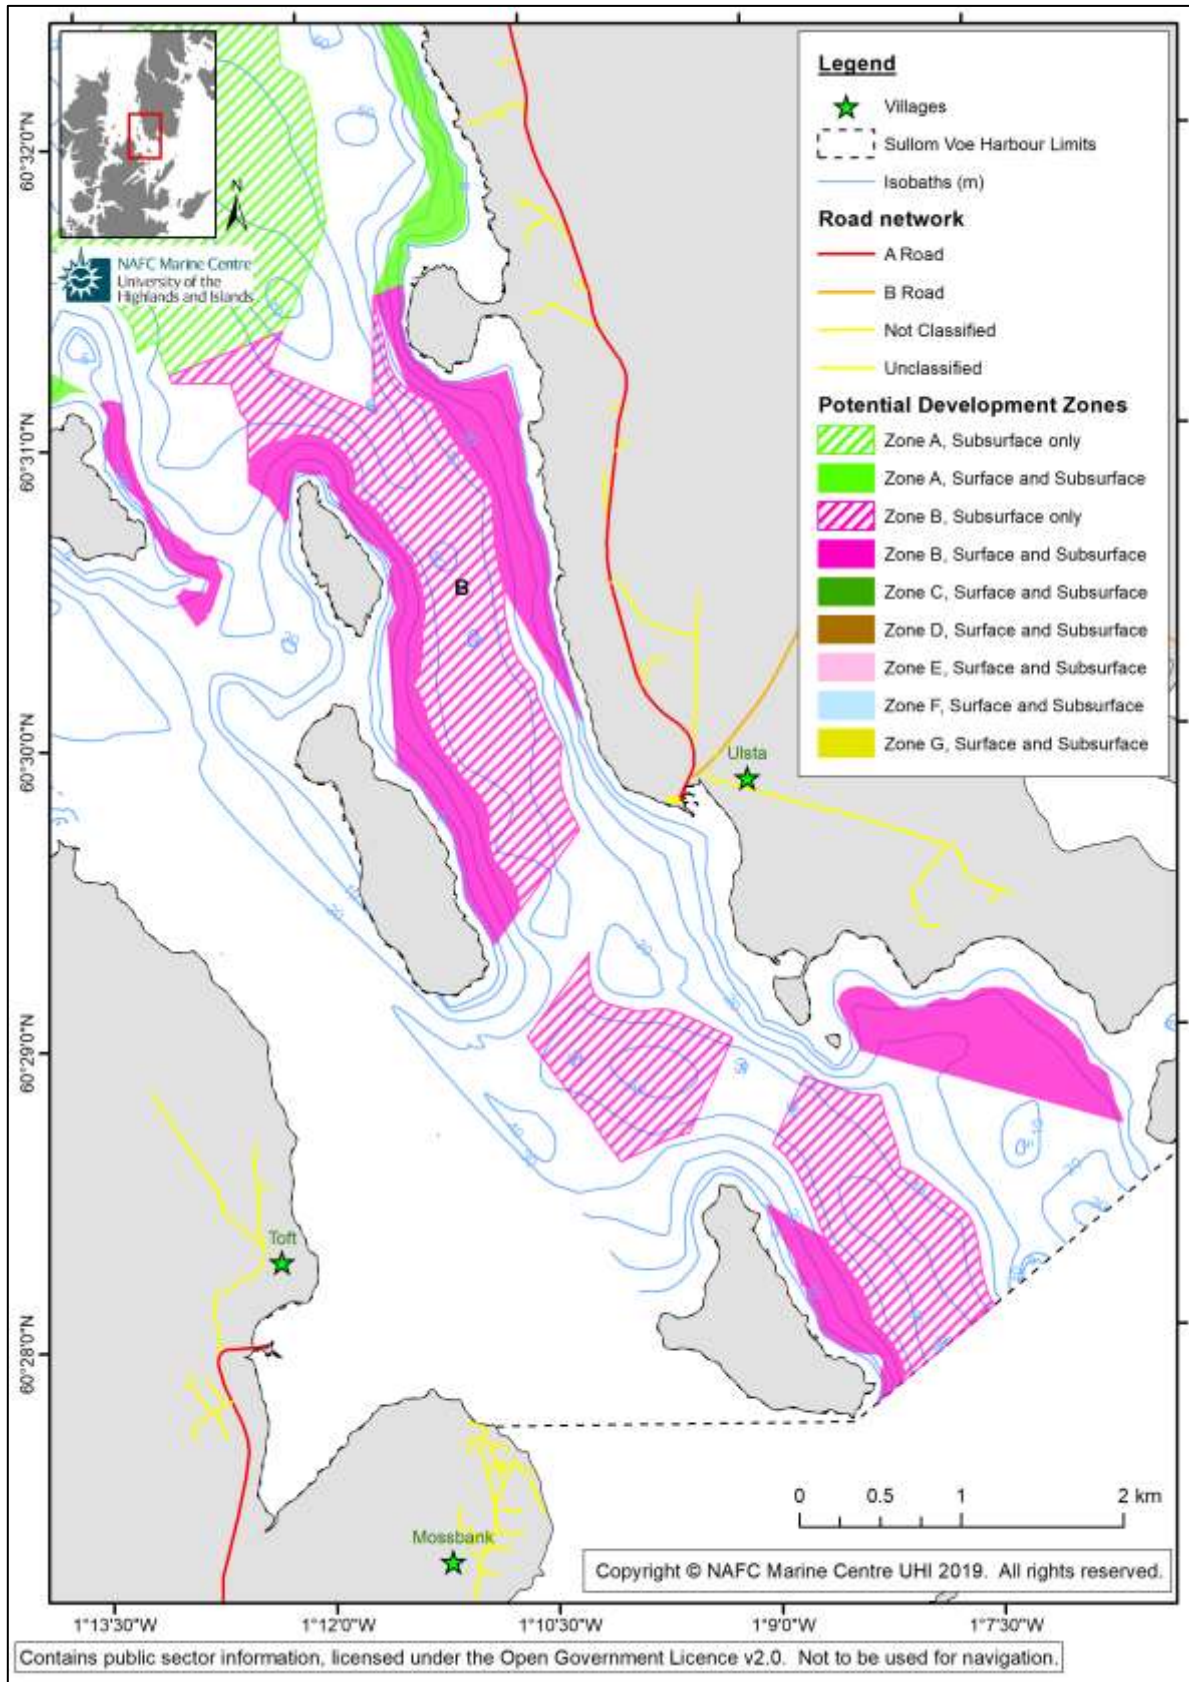 N
NAFC Marine Centre
University of the
Highlands and Islands
Legend
Villages
Sullom Voe Harbour Limits
Isobaths (m)
Road network
A Road
B Road
Not Classified
Unclassified
Potential Development Zones
Zone A, Subsurface only
Zone A, Surface and Subsurface
Zone B, Subsurface only
Zone B, Surface and Subsurface
Zone C, Surface and Subsurface
Zone D, Surface and Subsurface
Zone E, Surface and Subsurface
Zone F, Surface and Subsurface
Zone G, Surface and Subsurface
60°32'0"N
60°31'0"N
60°30'0"N
60°29'0"N
60°28'0"N
B
Ulsta
Toft
Mossbank
0 0.5 1 2 km
Copyright © NAFC Marine Centre UHI 2019. All rights reserved.
1°13'30"W 1°12'0"W 1°10'30"W 1°9'0"W 1°7'30"W
Contains public sector information, licensed under the Open Government Licence v2.0. Not to be used for navigation.